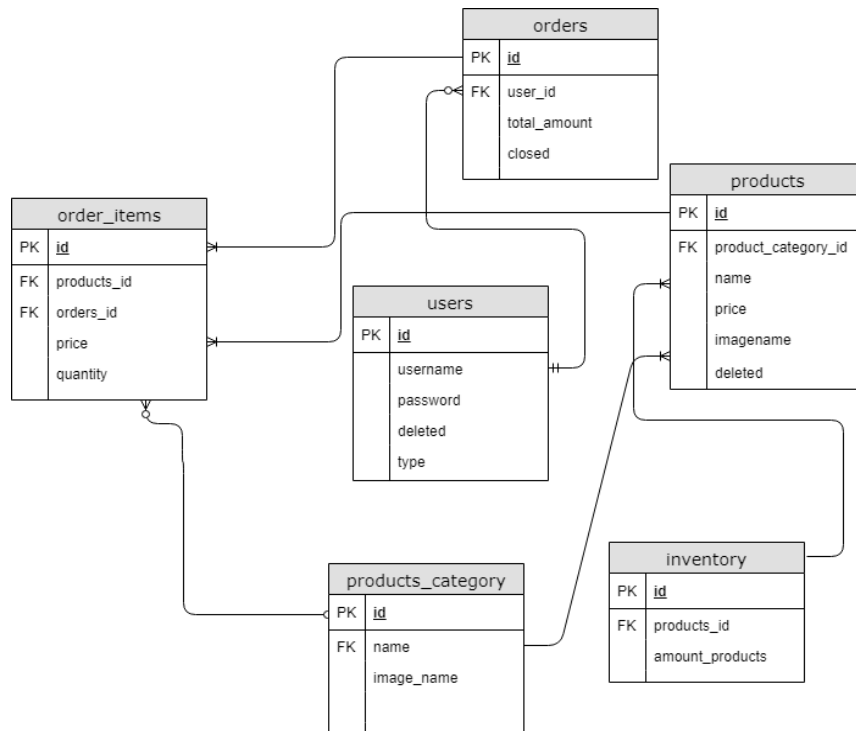 orders
PK id
FK user_id
total_amount
closed
products
PK id
FK product_category_id
name
price
imagename
deleted
order_items
PK id
FK products_id
FK orders_id
price
quantity
users
PK id
username
password
deleted
type
products_category
PK id
FK name
image_name
inventory
PK id
FK products_id
amount_products